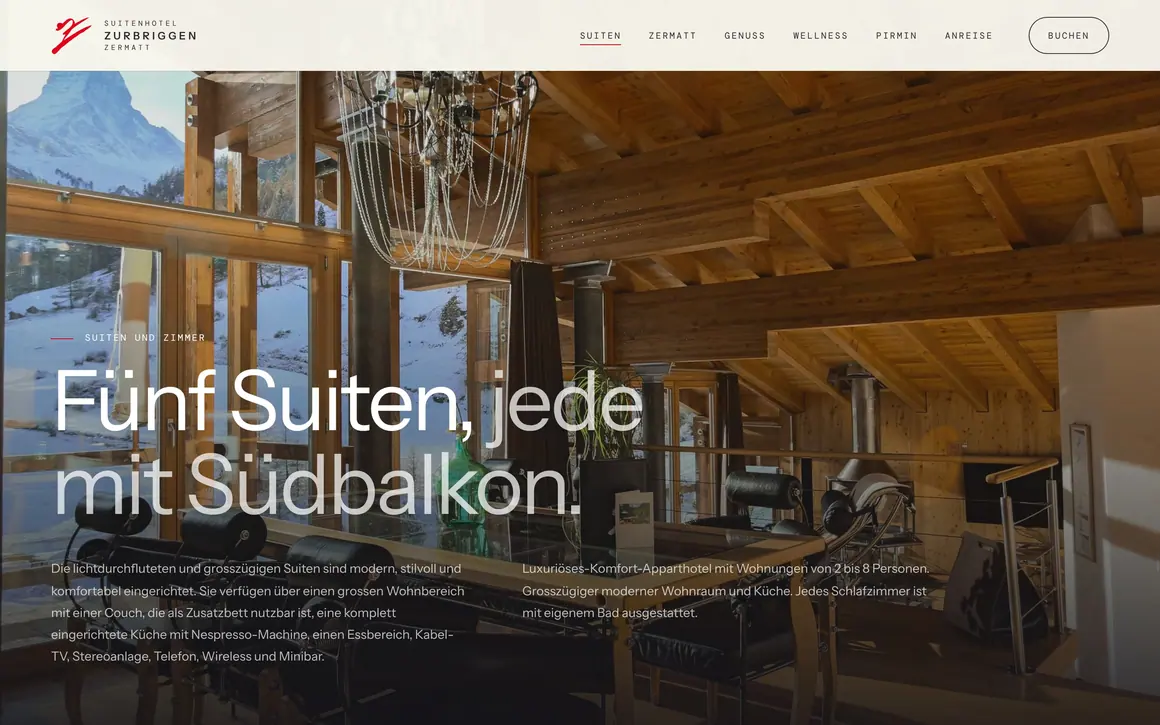 SUITENHOTEL
ZURBRIGGEN
ZERMATT
SUITEN
ZERMATT
GENUSS
WELLNESS
PIRMIN
ANREISE
BUCHEN
SUITEN UND ZIMMER
Fünf Suiten, jede
mit Südbalkon.
Die lichtdurchfluteten und grosszügigen Suiten sind modern, stilvoll und
komfortabel eingerichtet. Sie verfügen über einen grossen Wohnbereich
mit einer Couch, die als Zusatzbett nutzbar ist, eine komplett
eingerichtete Küche mit Nespresso-Machine, einen Essbereich, Kabel-
TV, Stereoanlage, Telefon, Wireless und Minibar.
Luxuriöses-Komfort-Apparthotel mit Wohnungen von 2 bis 8 Personen.
Grosszügiger moderner Wohnraum und Küche. Jedes Schlafzimmer ist
mit eigenem Bad ausgestattet.